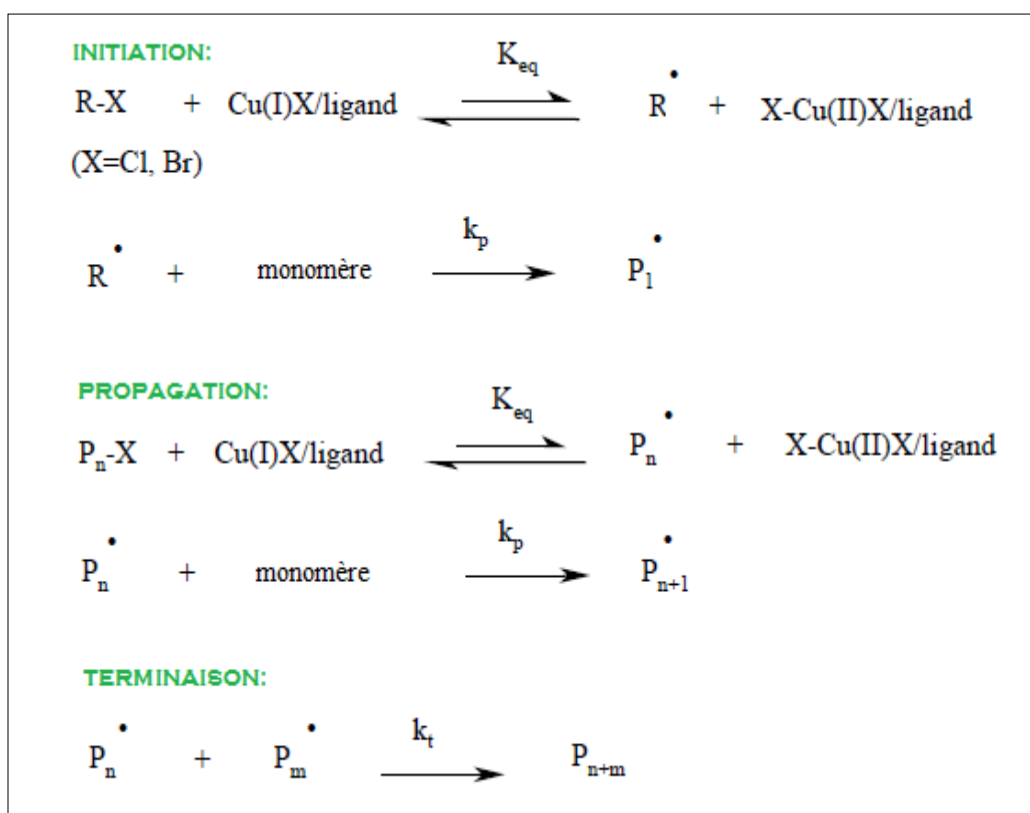 INITIATION:
R-X + Cu(I)X/ligand Keq R• + X-Cu(II)X/ligand
(X=Cl, Br)
R• + monomère kp P1•
PROPAGATION:
Pn-X + Cu(I)X/ligand Keq Pn• + X-Cu(II)X/ligand
Pn• + monomère kp Pn+1•
TERMINAISON:
Pn• + Pm• kt Pn+m